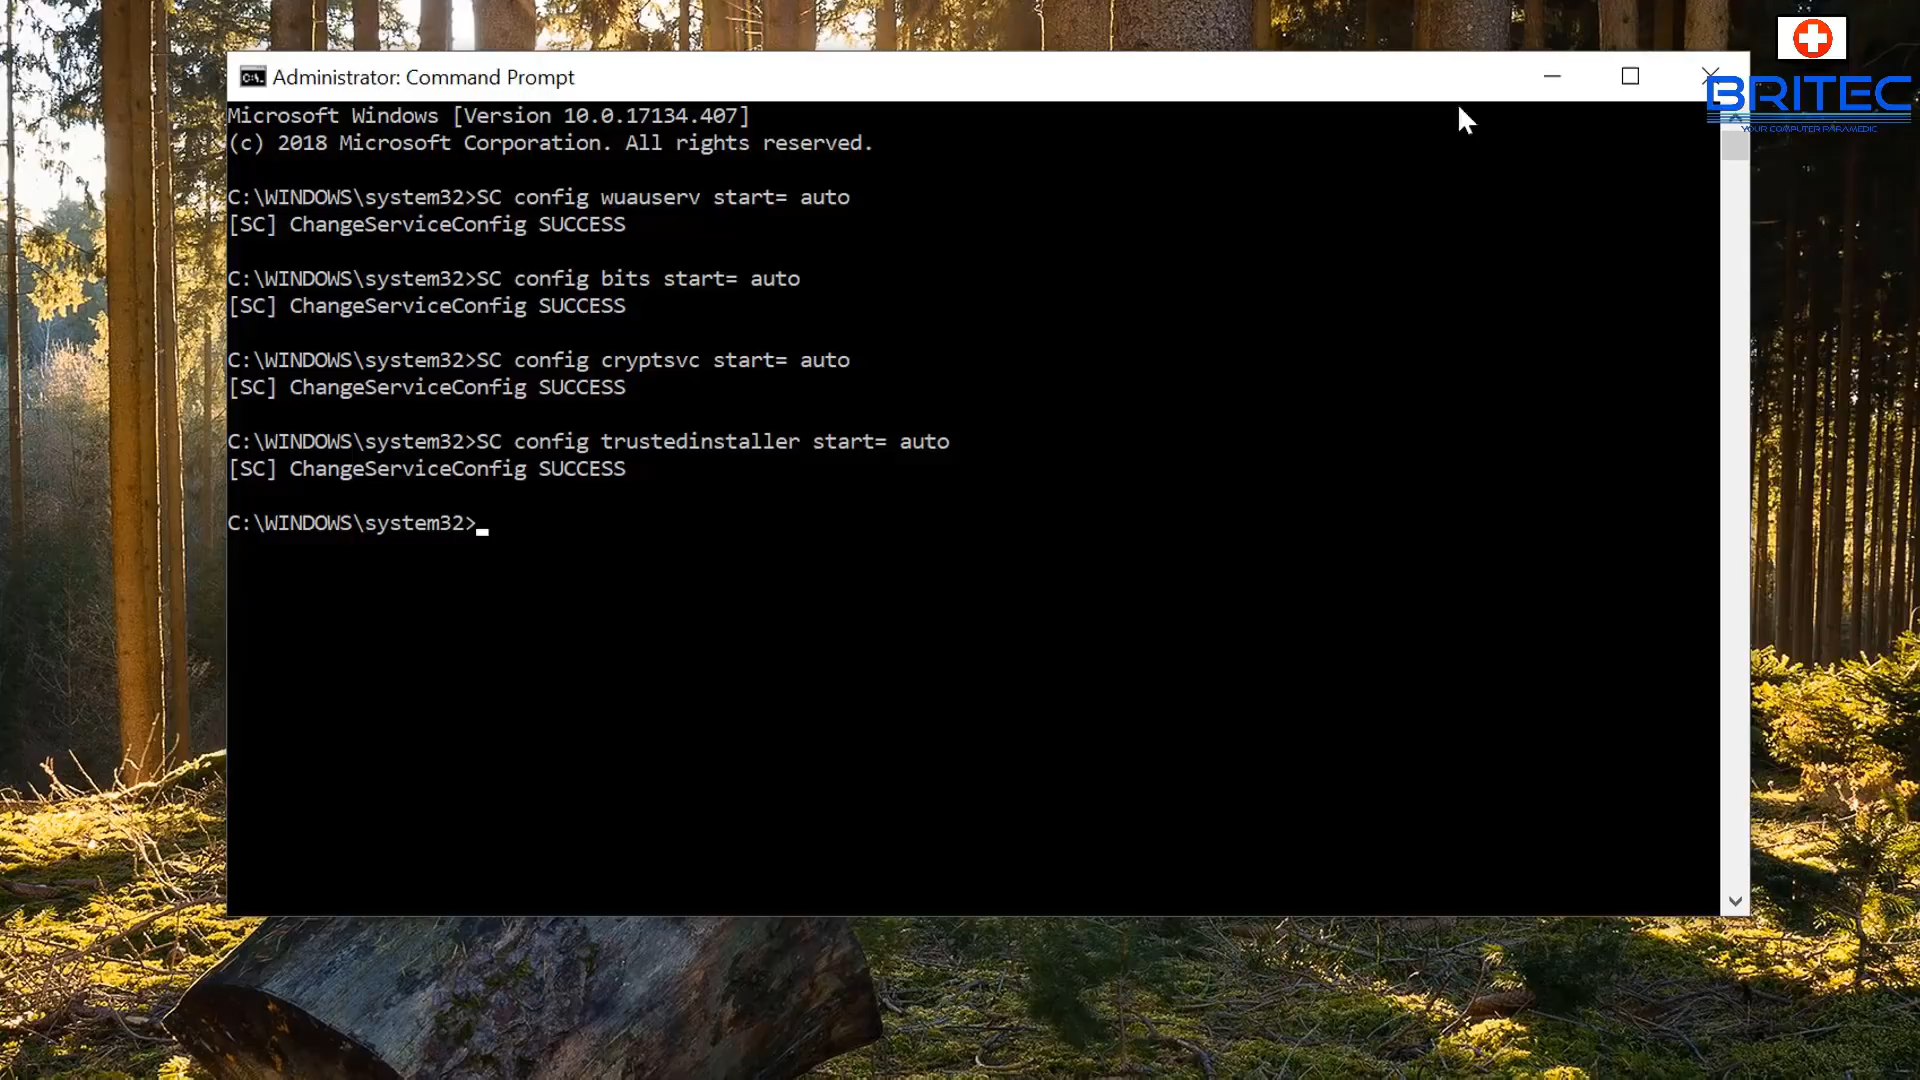 Administrator: Command Prompt
BRITEC
YOUR COMPUTER PARAMEDIC
Microsoft Windows [Version 10.0.17134.407]
(c) 2018 Microsoft Corporation. All rights reserved.
C:\WINDOWS\system32>SC config wuauserv start= auto
[SC] ChangeServiceConfig SUCCESS
C:\WINDOWS\system32>SC config bits start= auto
[SC] ChangeServiceConfig SUCCESS
C:\WINDOWS\system32>SC config cryptsvc start= auto
[SC] ChangeServiceConfig SUCCESS
C:\WINDOWS\system32>SC config trustedinstaller start= auto
[SC] ChangeServiceConfig SUCCESS
C:\WINDOWS\system32>